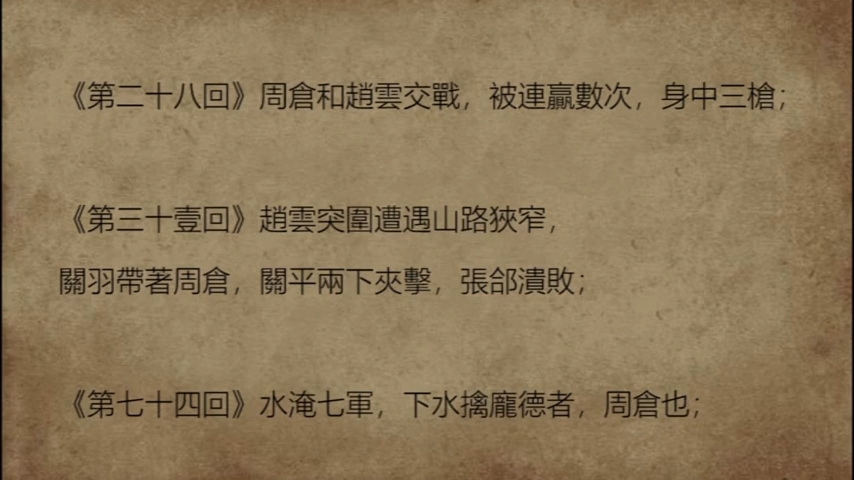 《第二十八回》周倉和趙雲交戰，被連贏數次，身中三槍；
《第三十壹回》趙雲突圍遭遇山路狹窄，
關羽帶著周倉，關平兩下夾擊，張郃潰敗；
《第七十四回》水淹七軍，下水擒龐德者，周倉也；